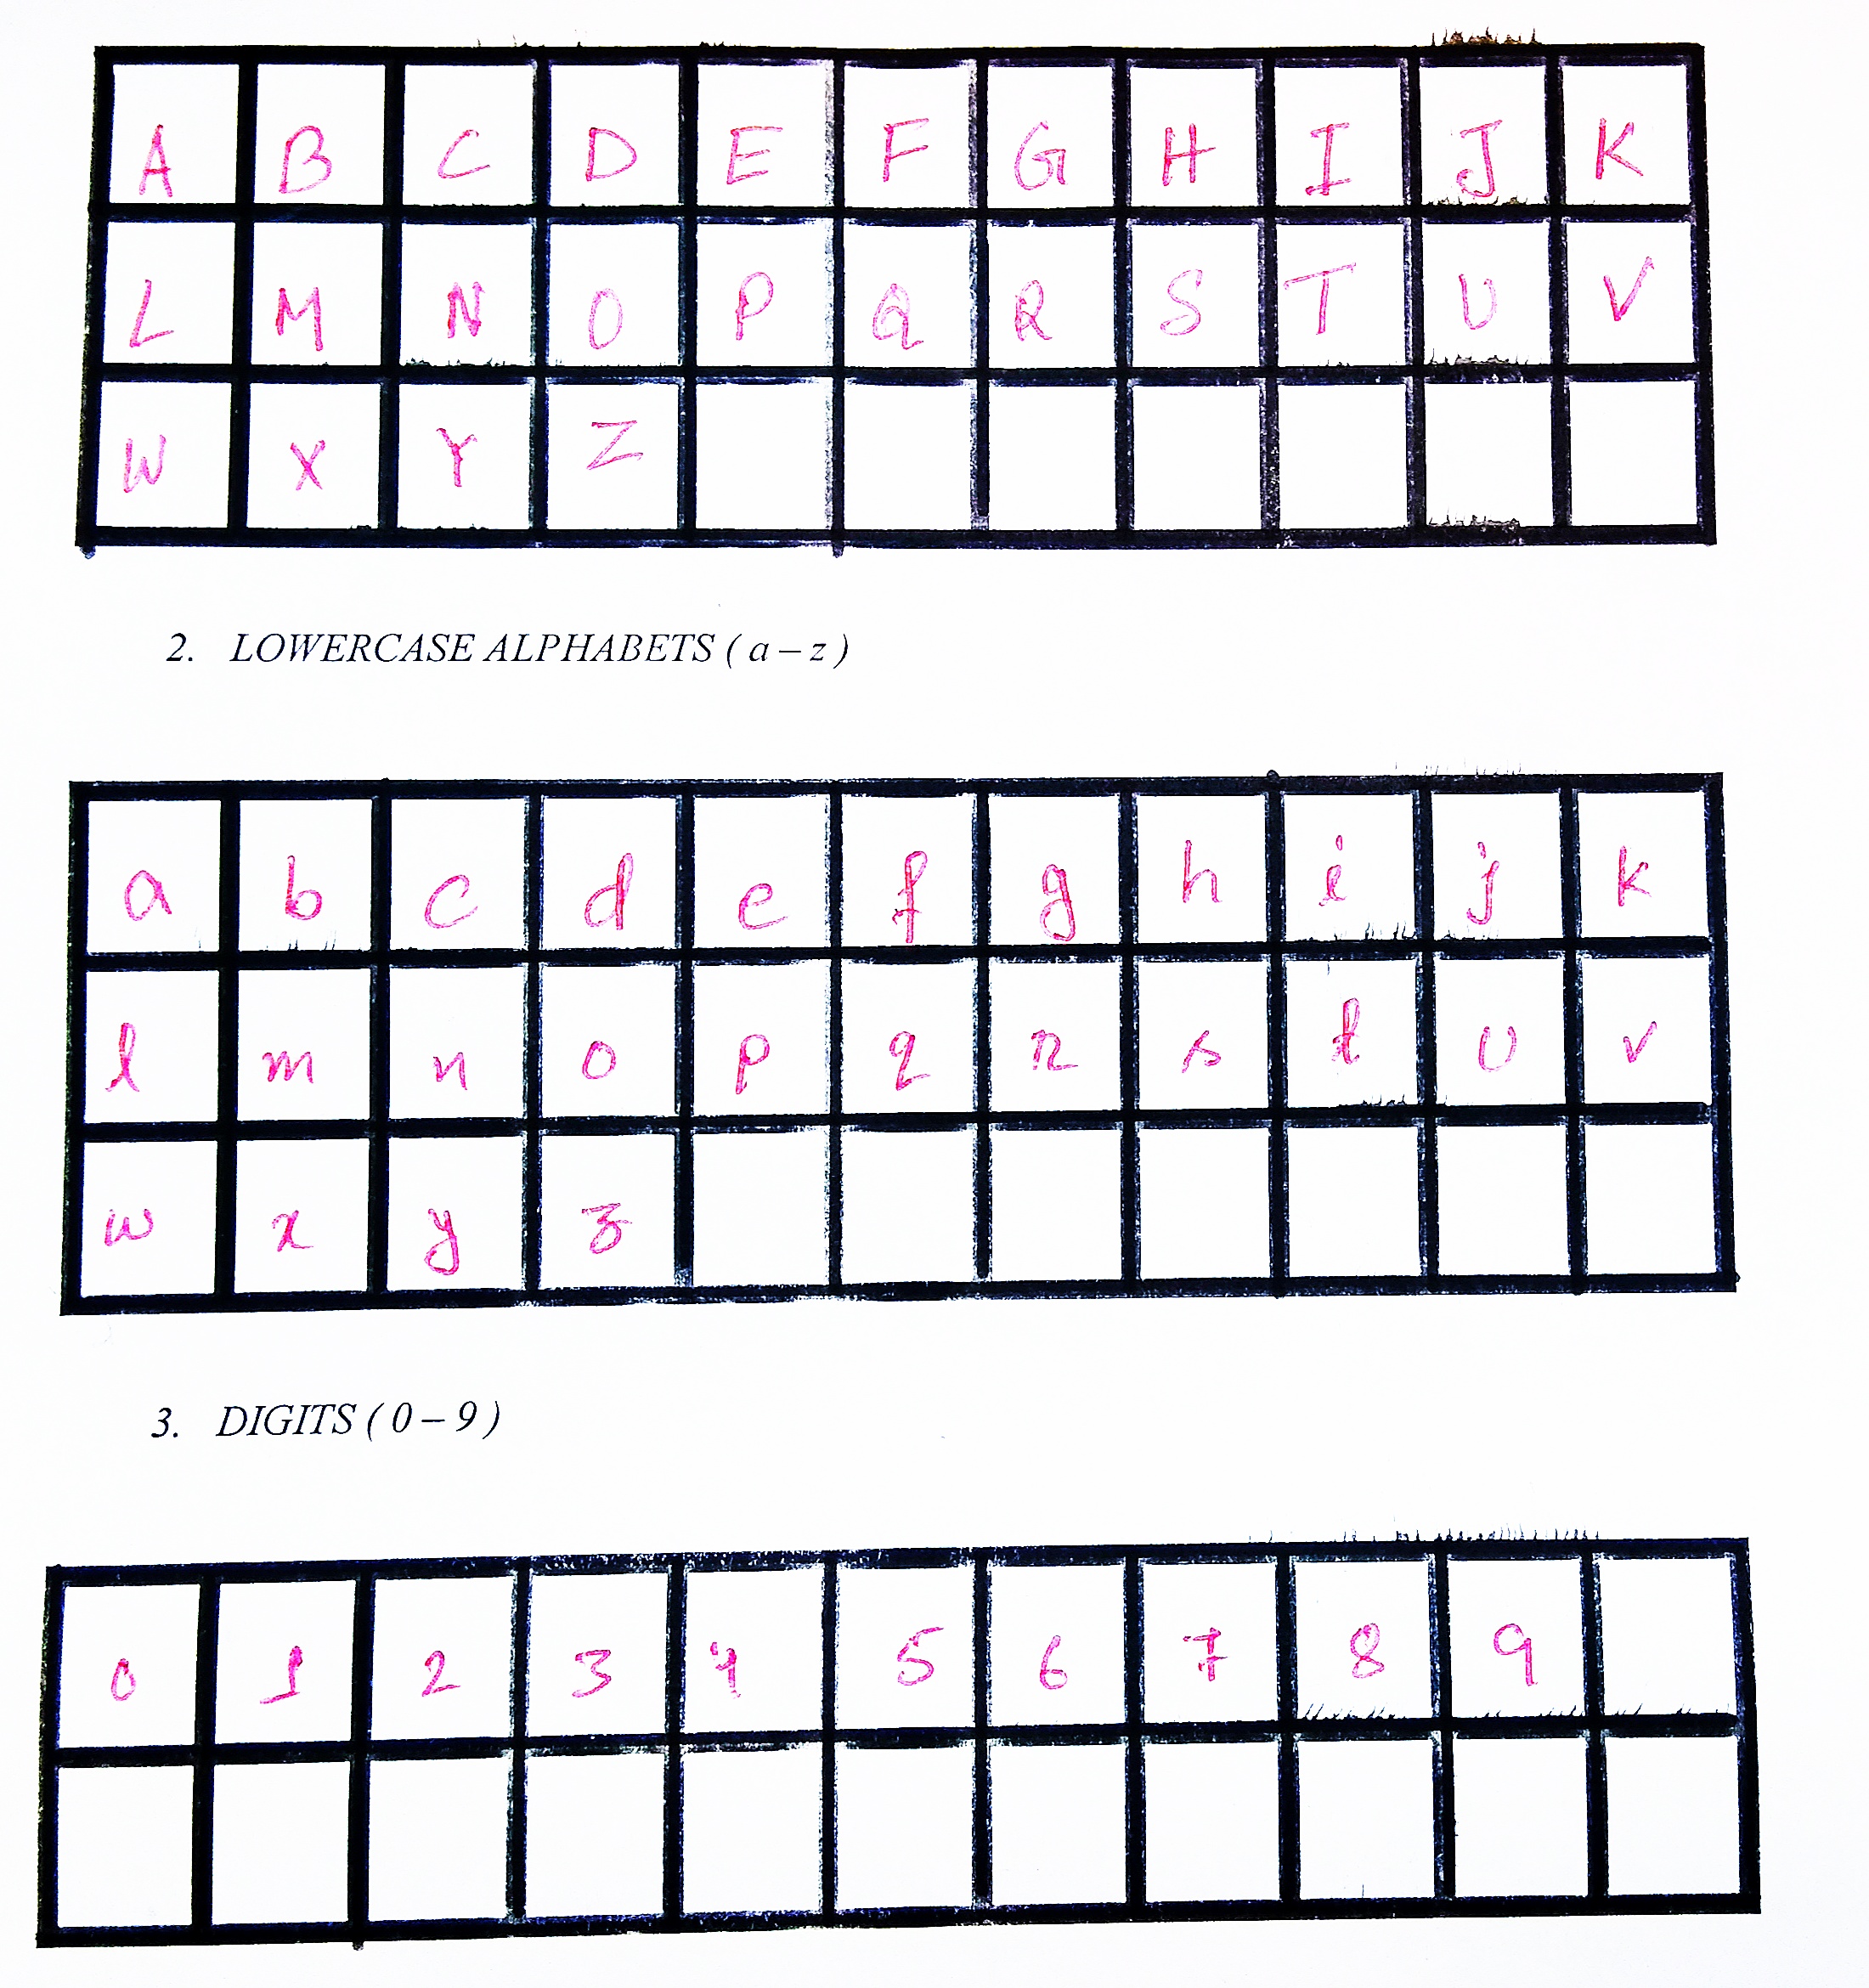 A B C D E F G H I J K
L M N O P Q R S T U V
W X Y Z
2. LOWERCASE ALPHABETS ( a – z )
a b c d e f g h i j k
l m n o p q r s t u v
w x y z
3. DIGITS ( 0 – 9 )
0 1 2 3 4 5 6 7 8 9